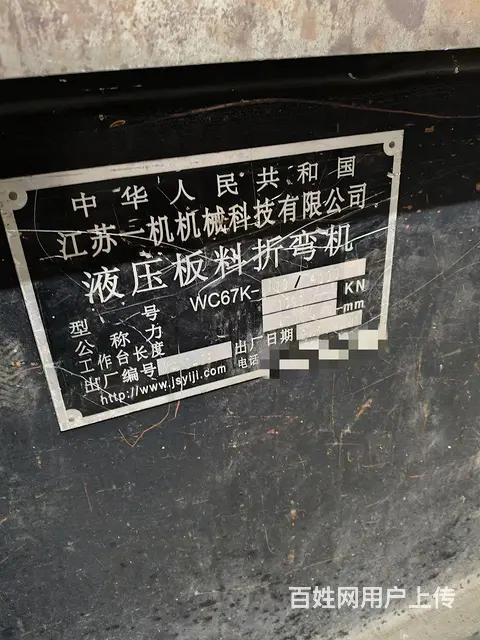 中华人民共和国
江苏一机机械科技有限公司
液压板料折弯机
型号 WC67K-
公称力 KN
工作台长度 mm
出厂编号 出厂日期
http://www.jsyiji.com 电话
百姓网用户上传